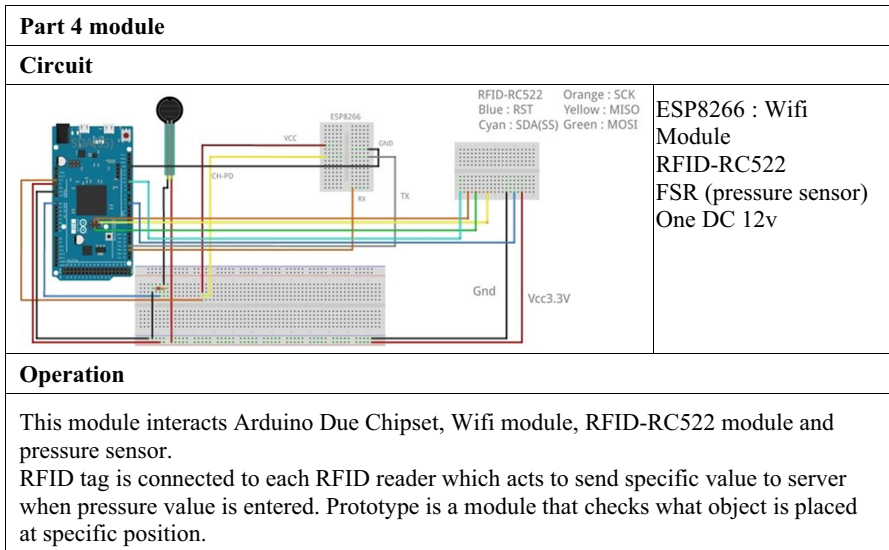 Part 4 module
Circuit
RFID-RC522 Orange : SCK
Blue : RST Yellow : MISO
Cyan : SDA(SS) Green : MOSI
ESP8266
VCC
GND
SDA(SS)
CH-PD
RX
TX
Gnd
Vcc3.3V
ESP8266 : Wifi
Module
RFID-RC522
FSR (pressure sensor)
One DC 12v
Operation
This module interacts Arduino Due Chipset, Wifi module, RFID-RC522 module and
pressure sensor.
RFID tag is connected to each RFID reader which acts to send specific value to server
when pressure value is entered. Prototype is a module that checks what object is placed
at specific position.